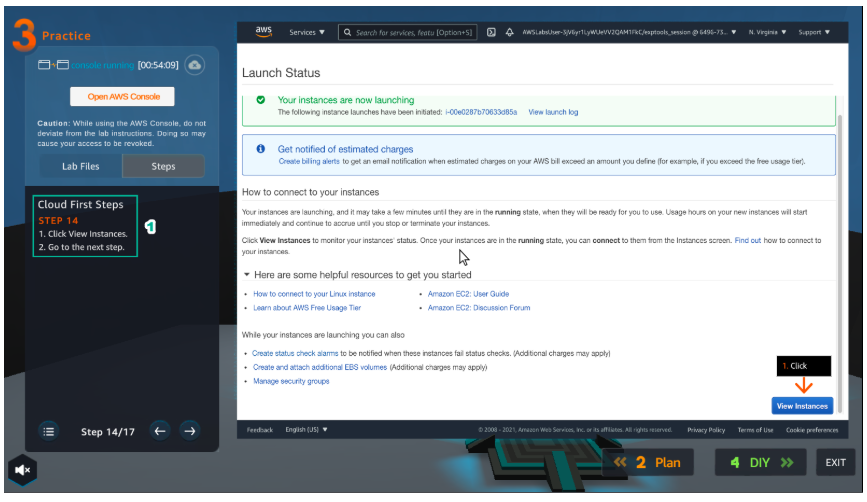 3 Practice
console running [00:54:09]
Open AWS Console
Caution: While using the AWS Console, do not
deviate from the lab instructions. Doing so may
cause your access to be revoked.
Lab Files Steps
Cloud First Steps
STEP 14
1. Click View Instances.
2. Go to the next step.
1
Step 14/17
aws Services ▼ Search for services, featu [Option+S] AWSLabsUser-3jV6yr1LyWUeVV2QAM1FkC/exptools_session @ 6496-73... ▼ N. Virginia ▼ Support ▼
Launch Status
Your instances are now launching
The following instance launches have been initiated: i-00e0287b70633d85a View launch log
Get notified of estimated charges
Create billing alerts to get an email notification when estimated charges on your AWS bill exceed an amount you define (for example, if you exceed the free usage tier).
How to connect to your instances
Your instances are launching, and it may take a few minutes until they are in the running state, when they will be ready for you to use. Usage hours on your new instances will start
immediately and continue to accrue until you stop or terminate your instances.
Click View Instances to monitor your instances' status. Once your instances are in the running state, you can connect to them from the Instances screen. Find out how to connect to
your instances.
▼ Here are some helpful resources to get you started
• How to connect to your Linux instance • Amazon EC2: User Guide
• Learn about AWS Free Usage Tier • Amazon EC2: Discussion Forum
While your instances are launching you can also
• Create status check alarms to be notified when these instances fail status checks. (Additional charges may apply)
• Create and attach additional EBS volumes (Additional charges may apply)
• Manage security groups
1. Click
View Instances
Feedback English (US) ▼ © 2008 - 2021, Amazon Web Services, Inc. or its affiliates. All rights reserved. Privacy Policy Terms of Use Cookie preferences
2 Plan 4 DIY EXIT